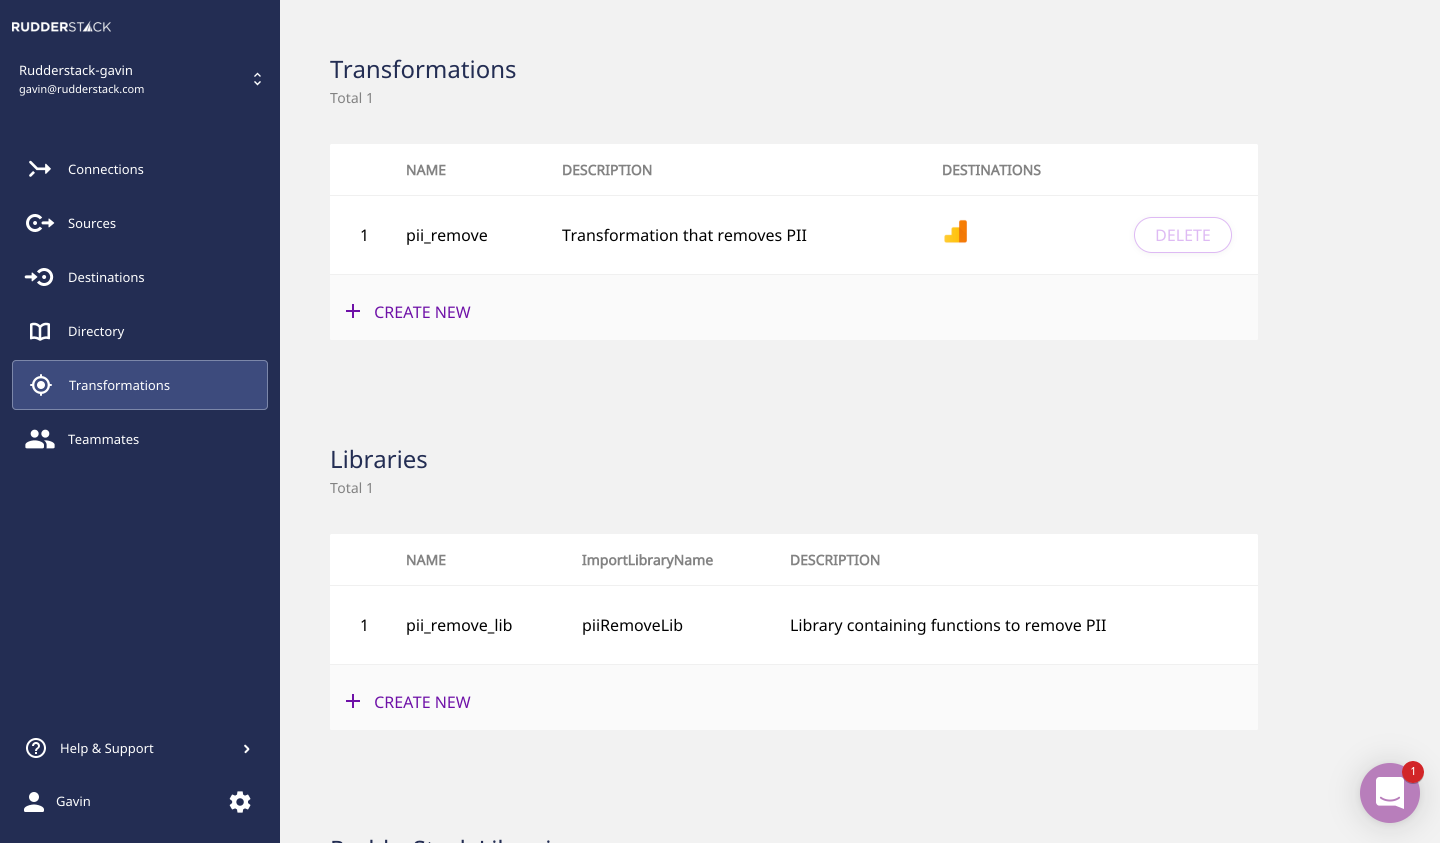 RUDDERSTACK
Rudderstack-gavin
gavin@rudderstack.com
Connections
Sources
Destinations
Directory
Transformations
Teammates
Help & Support
Gavin
Transformations
Total 1
NAME DESCRIPTION DESTINATIONS
1 pii_remove Transformation that removes PII DELETE
+ CREATE NEW
Libraries
Total 1
NAME ImportLibraryName DESCRIPTION
1 pii_remove_lib piiRemoveLib Library containing functions to remove PII
+ CREATE NEW
1